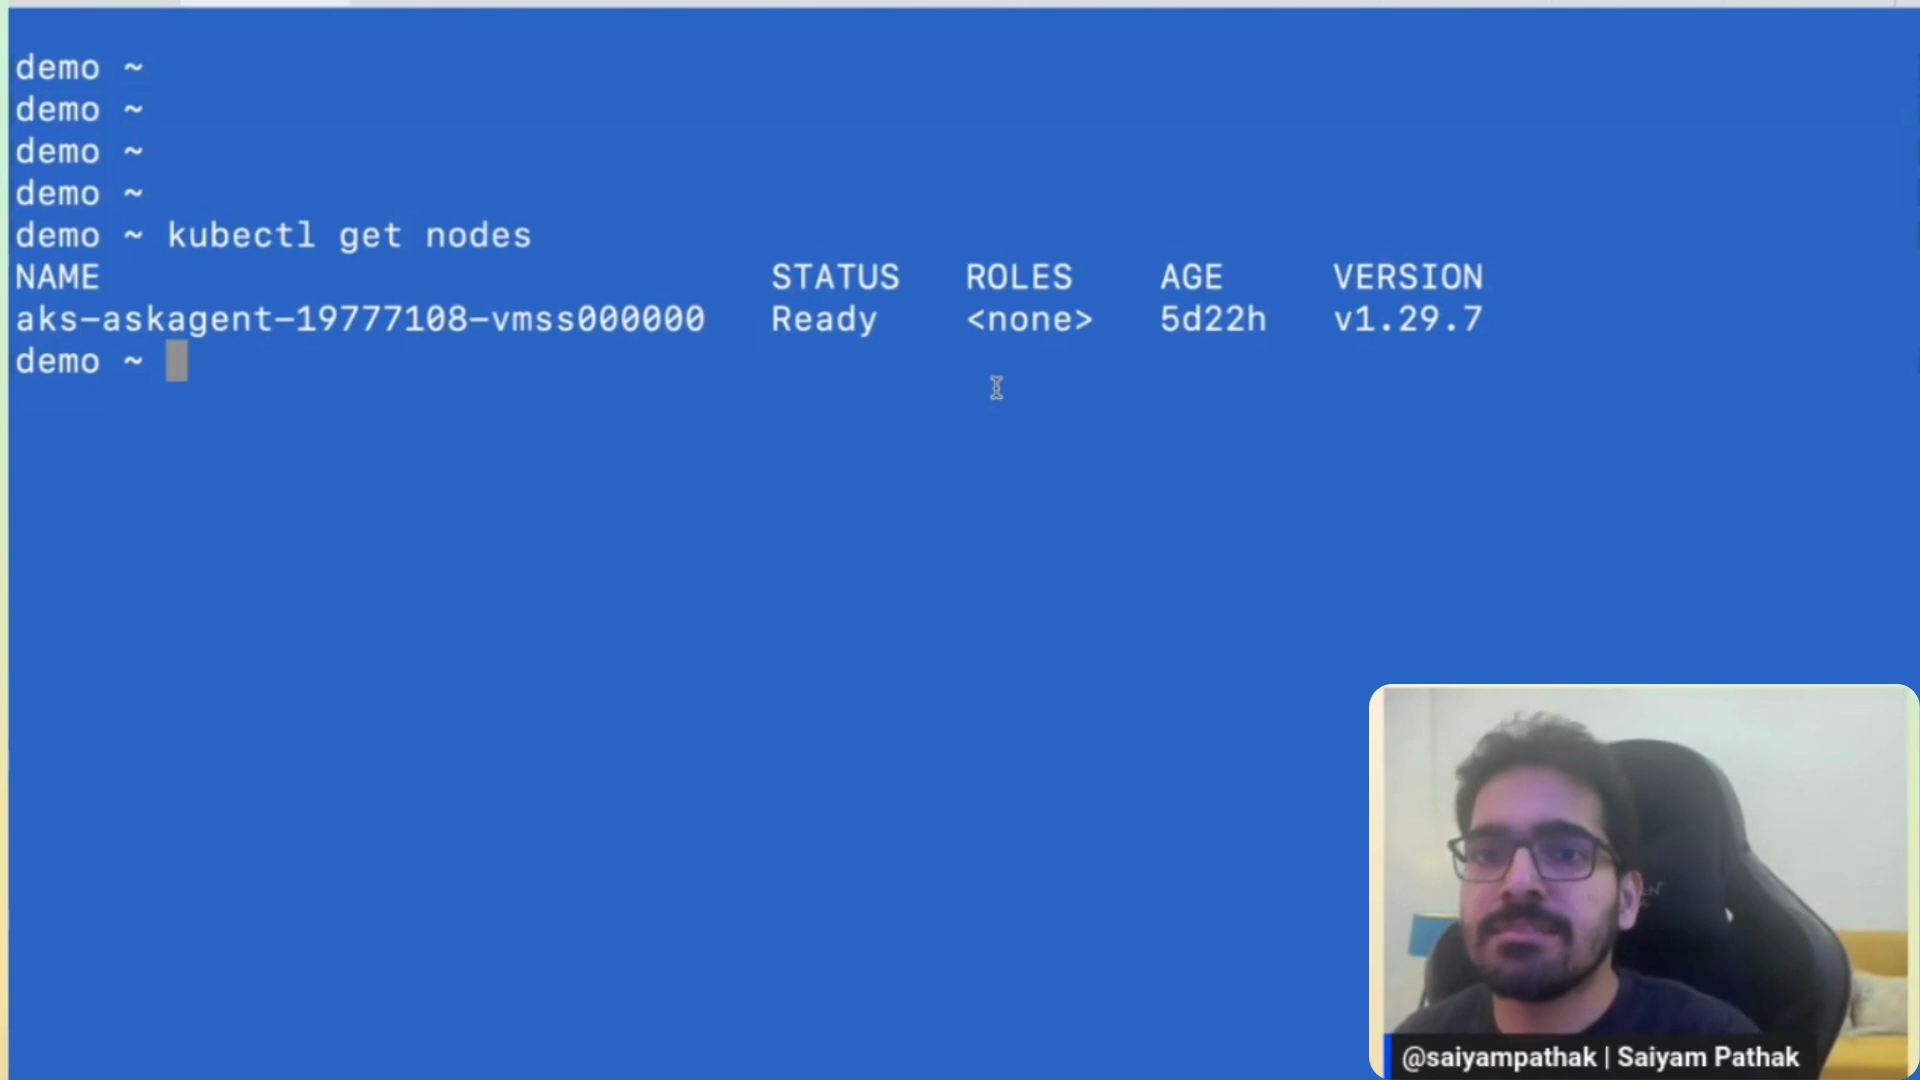 demo ~
demo ~
demo ~
demo ~
demo ~ kubectl get nodes
NAME STATUS ROLES AGE VERSION
aks-askagent-19777108-vmss000000 Ready <none> 5d22h v1.29.7
demo ~
@saiyampathak | Saiyam Pathak